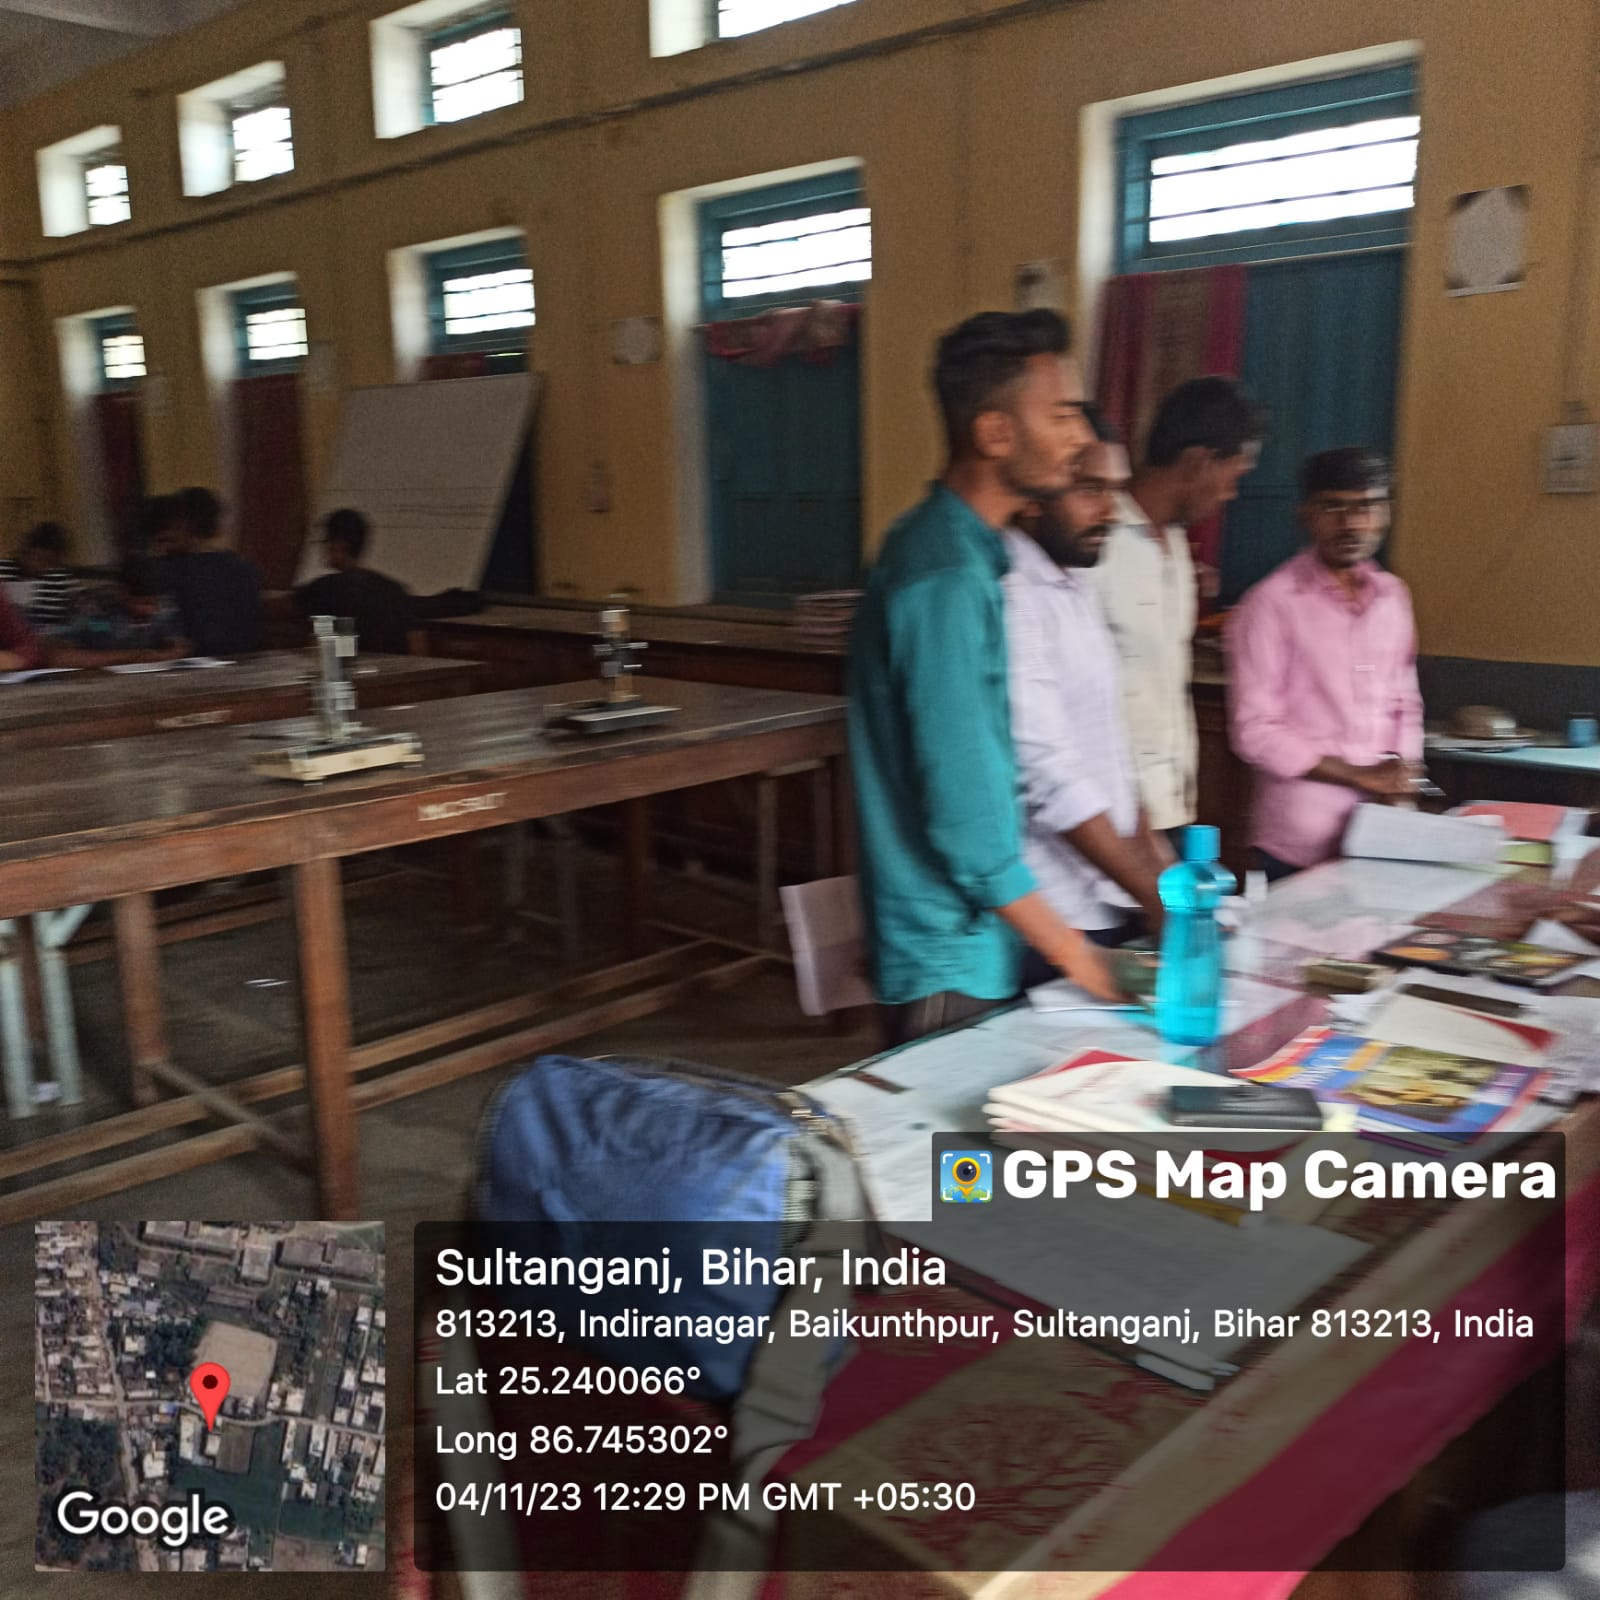 GPS Map Camera
Sultanganj, Bihar, India
813213, Indiranagar, Baikunthpur, Sultanganj, Bihar 813213, India
Lat 25.240066°
Long 86.745302°
04/11/23 12:29 PM GMT +05:30
Google